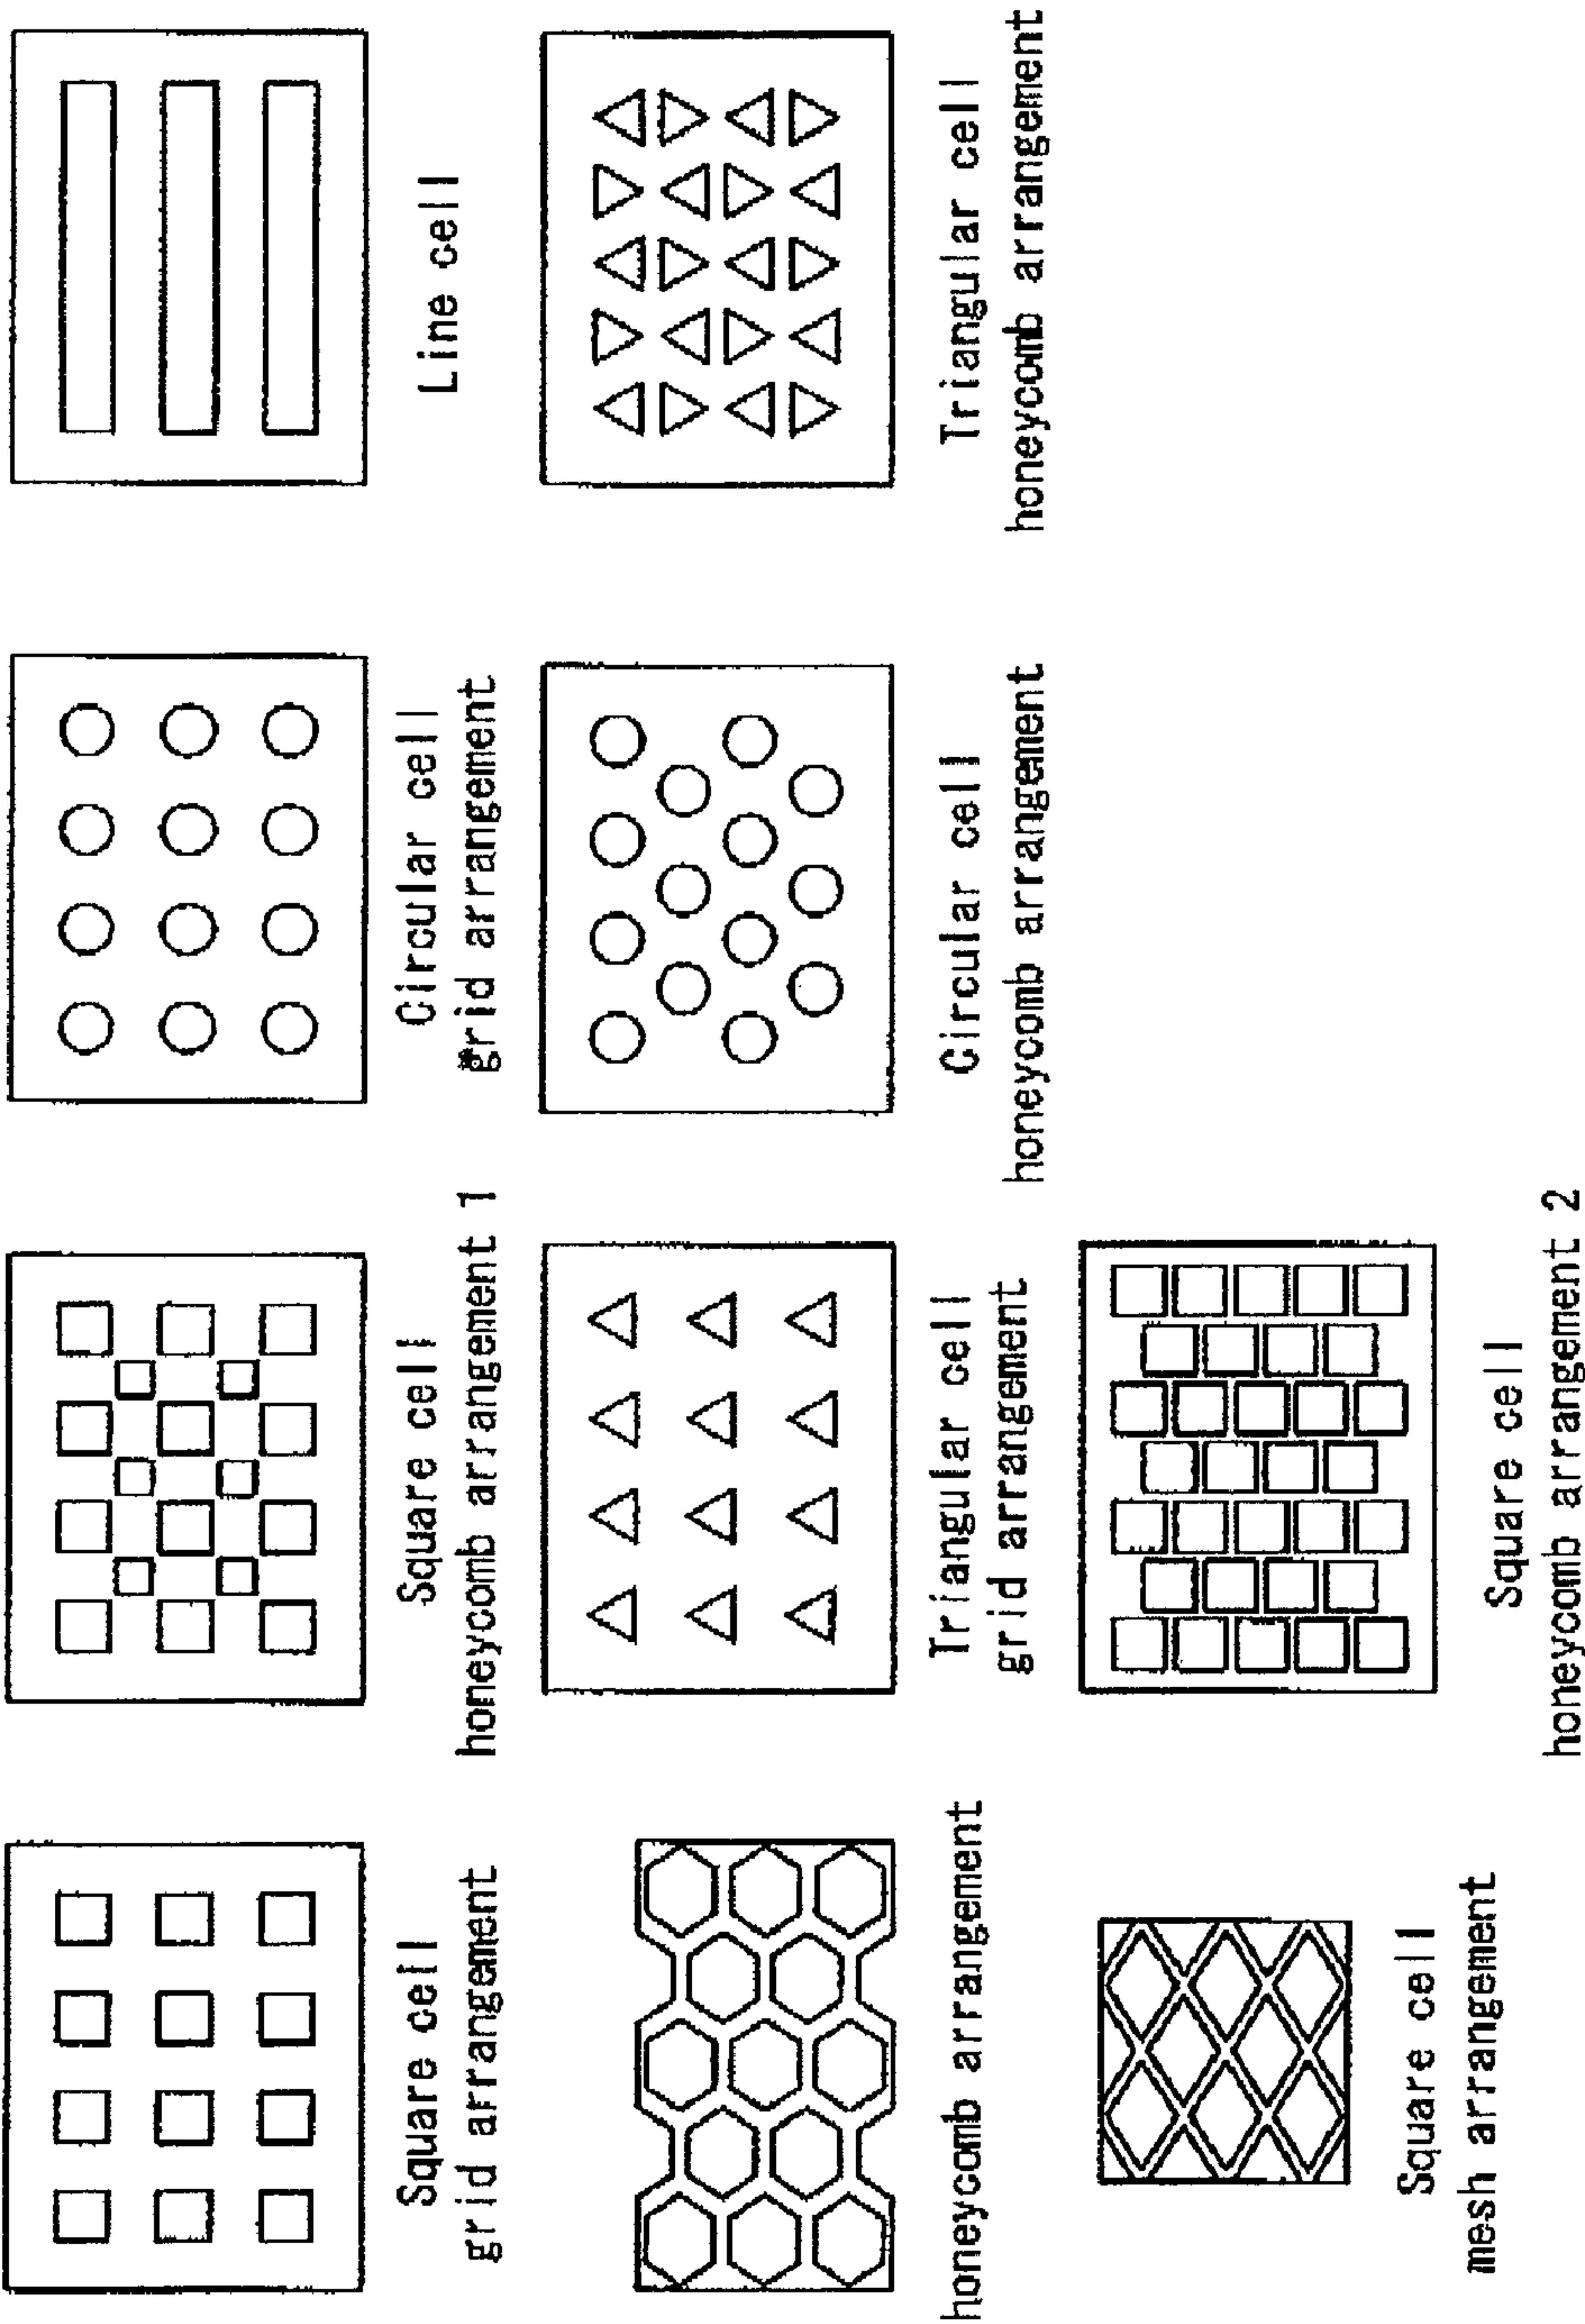 Square cell
grid arrangement
Square cell
honeycomb arrangement 1
Circular cell
grid arrangement
Line cell
honeycomb arrangement
Triangular cell
grid arrangement
Circular cell
honeycomb arrangement
Triangular cell
honeycomb arrangement
Square cell
mesh arrangement
Square cell
honeycomb arrangement 2